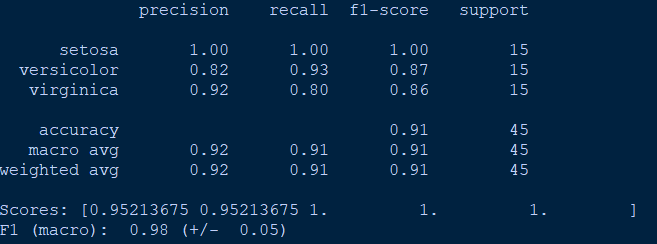 precision    recall  f1-score   support
      setosa       1.00      1.00      1.00        15
  versicolor       0.82      0.93      0.87        15
   virginica       0.92      0.80      0.86        15
    accuracy                           0.91        45
   macro avg       0.92      0.91      0.91        45
weighted avg       0.92      0.91      0.91        45
Scores: [0.95213675 0.95213675 1.         1.         1.        ]
F1 (macro):  0.98 (+/-  0.05)